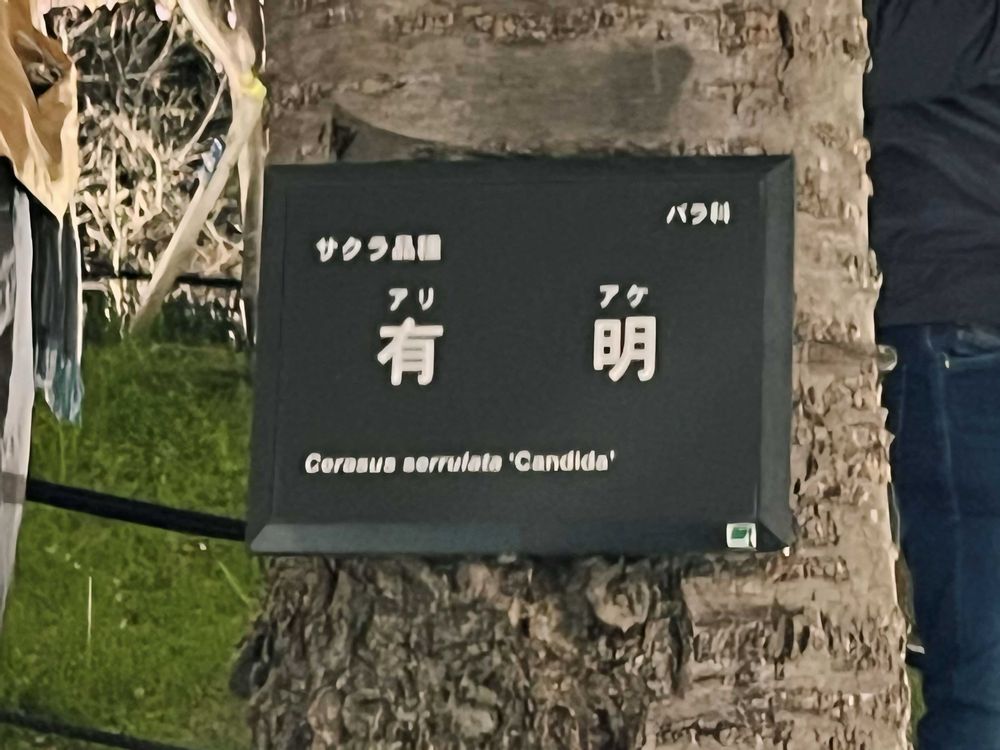 バラ科
サクラ品種
アリ アケ
有 明
Cerasus serrulata 'Candida'